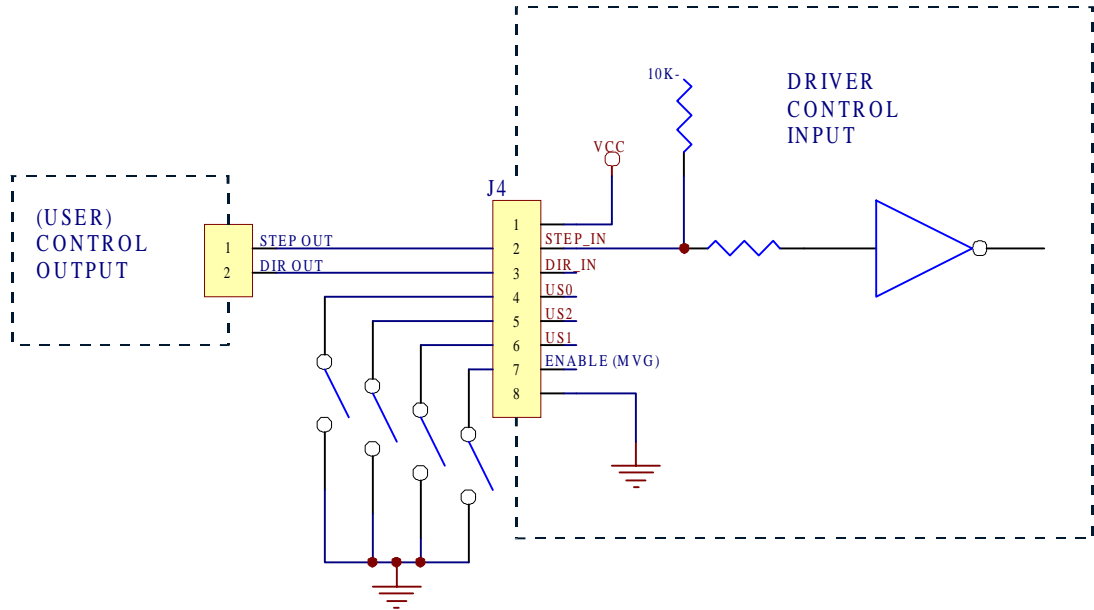 10K-
DRIVER
CONTROL
INPUT
VCC
J4
(USER)
CONTROL
OUTPUT
1
2
STEP OUT
DIR OUT
1
2
3
4
5
6
7
8
STEP_IN
DIR_IN
US0
US2
US1
ENABLE (MVG)